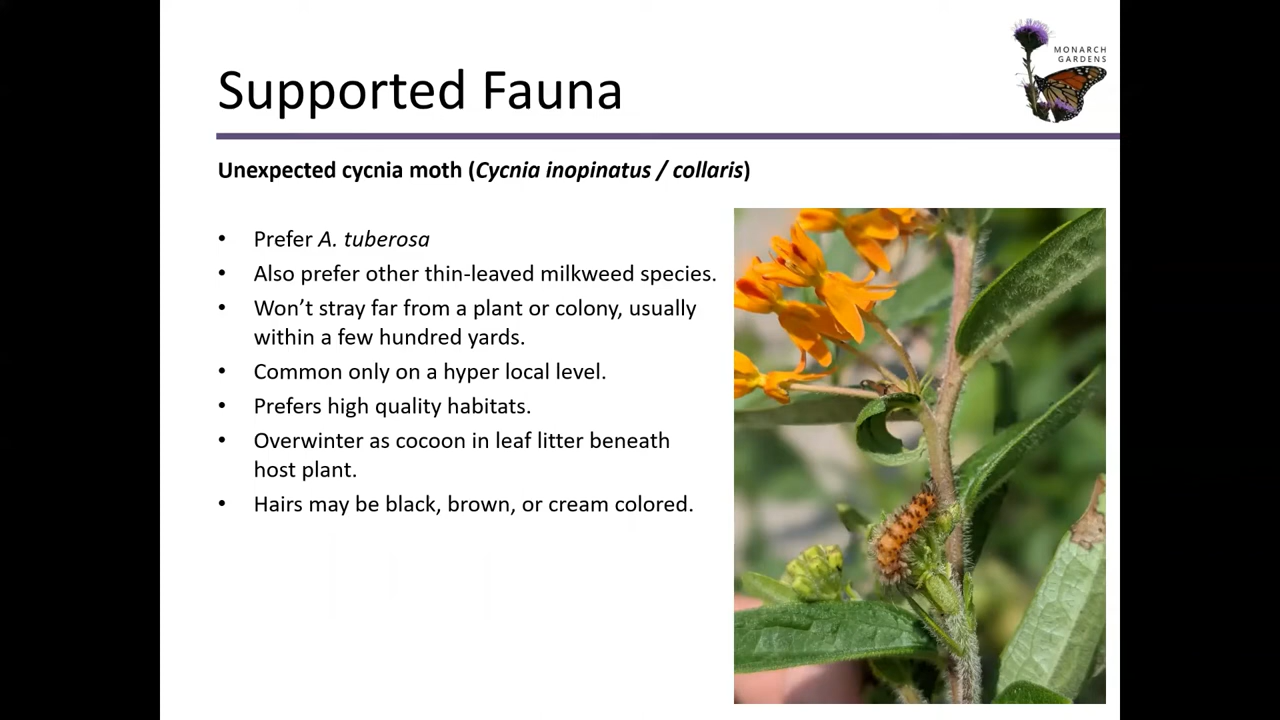 MONARCH
GARDENS
Supported Fauna
Unexpected cycnia moth (Cycnia inopinatus / collaris)
• Prefer A. tuberosa
• Also prefer other thin-leaved milkweed species.
• Won’t stray far from a plant or colony, usually
within a few hundred yards.
• Common only on a hyper local level.
• Prefers high quality habitats.
• Overwinter as cocoon in leaf litter beneath
host plant.
• Hairs may be black, brown, or cream colored.